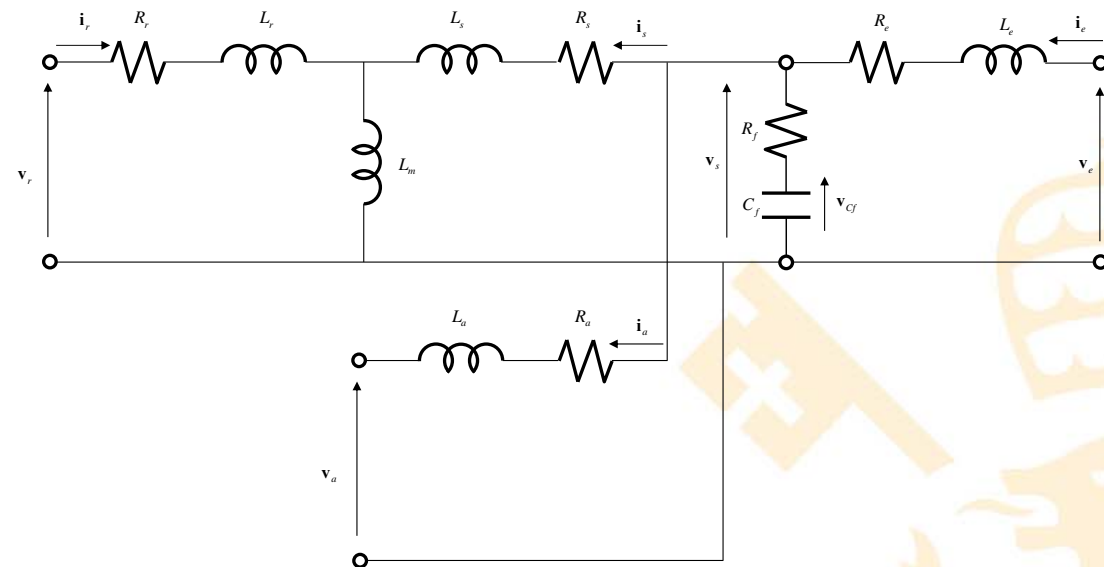 i_r R_r L_r L_s R_s i_s R_e L_e i_e
v_r L_m v_s R_f C_f v_Cf v_e
L_a R_a i_a
v_a